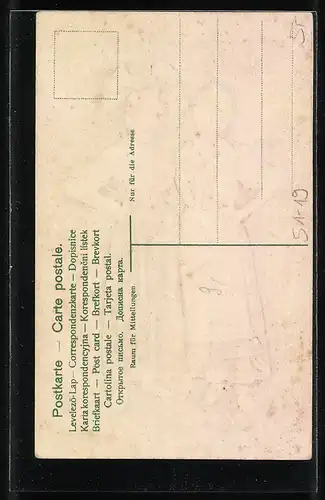 Postkarte — Carte postale.
Levelező-Lap — Correspondenzkarte — Dopisnice
Karta korespondencyjna — Korespondenční listek
Briefkaart — Post card — Brefkort — Brevkort
Cartolina postale — Tarjeta postal.
Открытое письмо. Дописна карта.
Raum für Mitteilungen
Nur für die Adresse
51-19